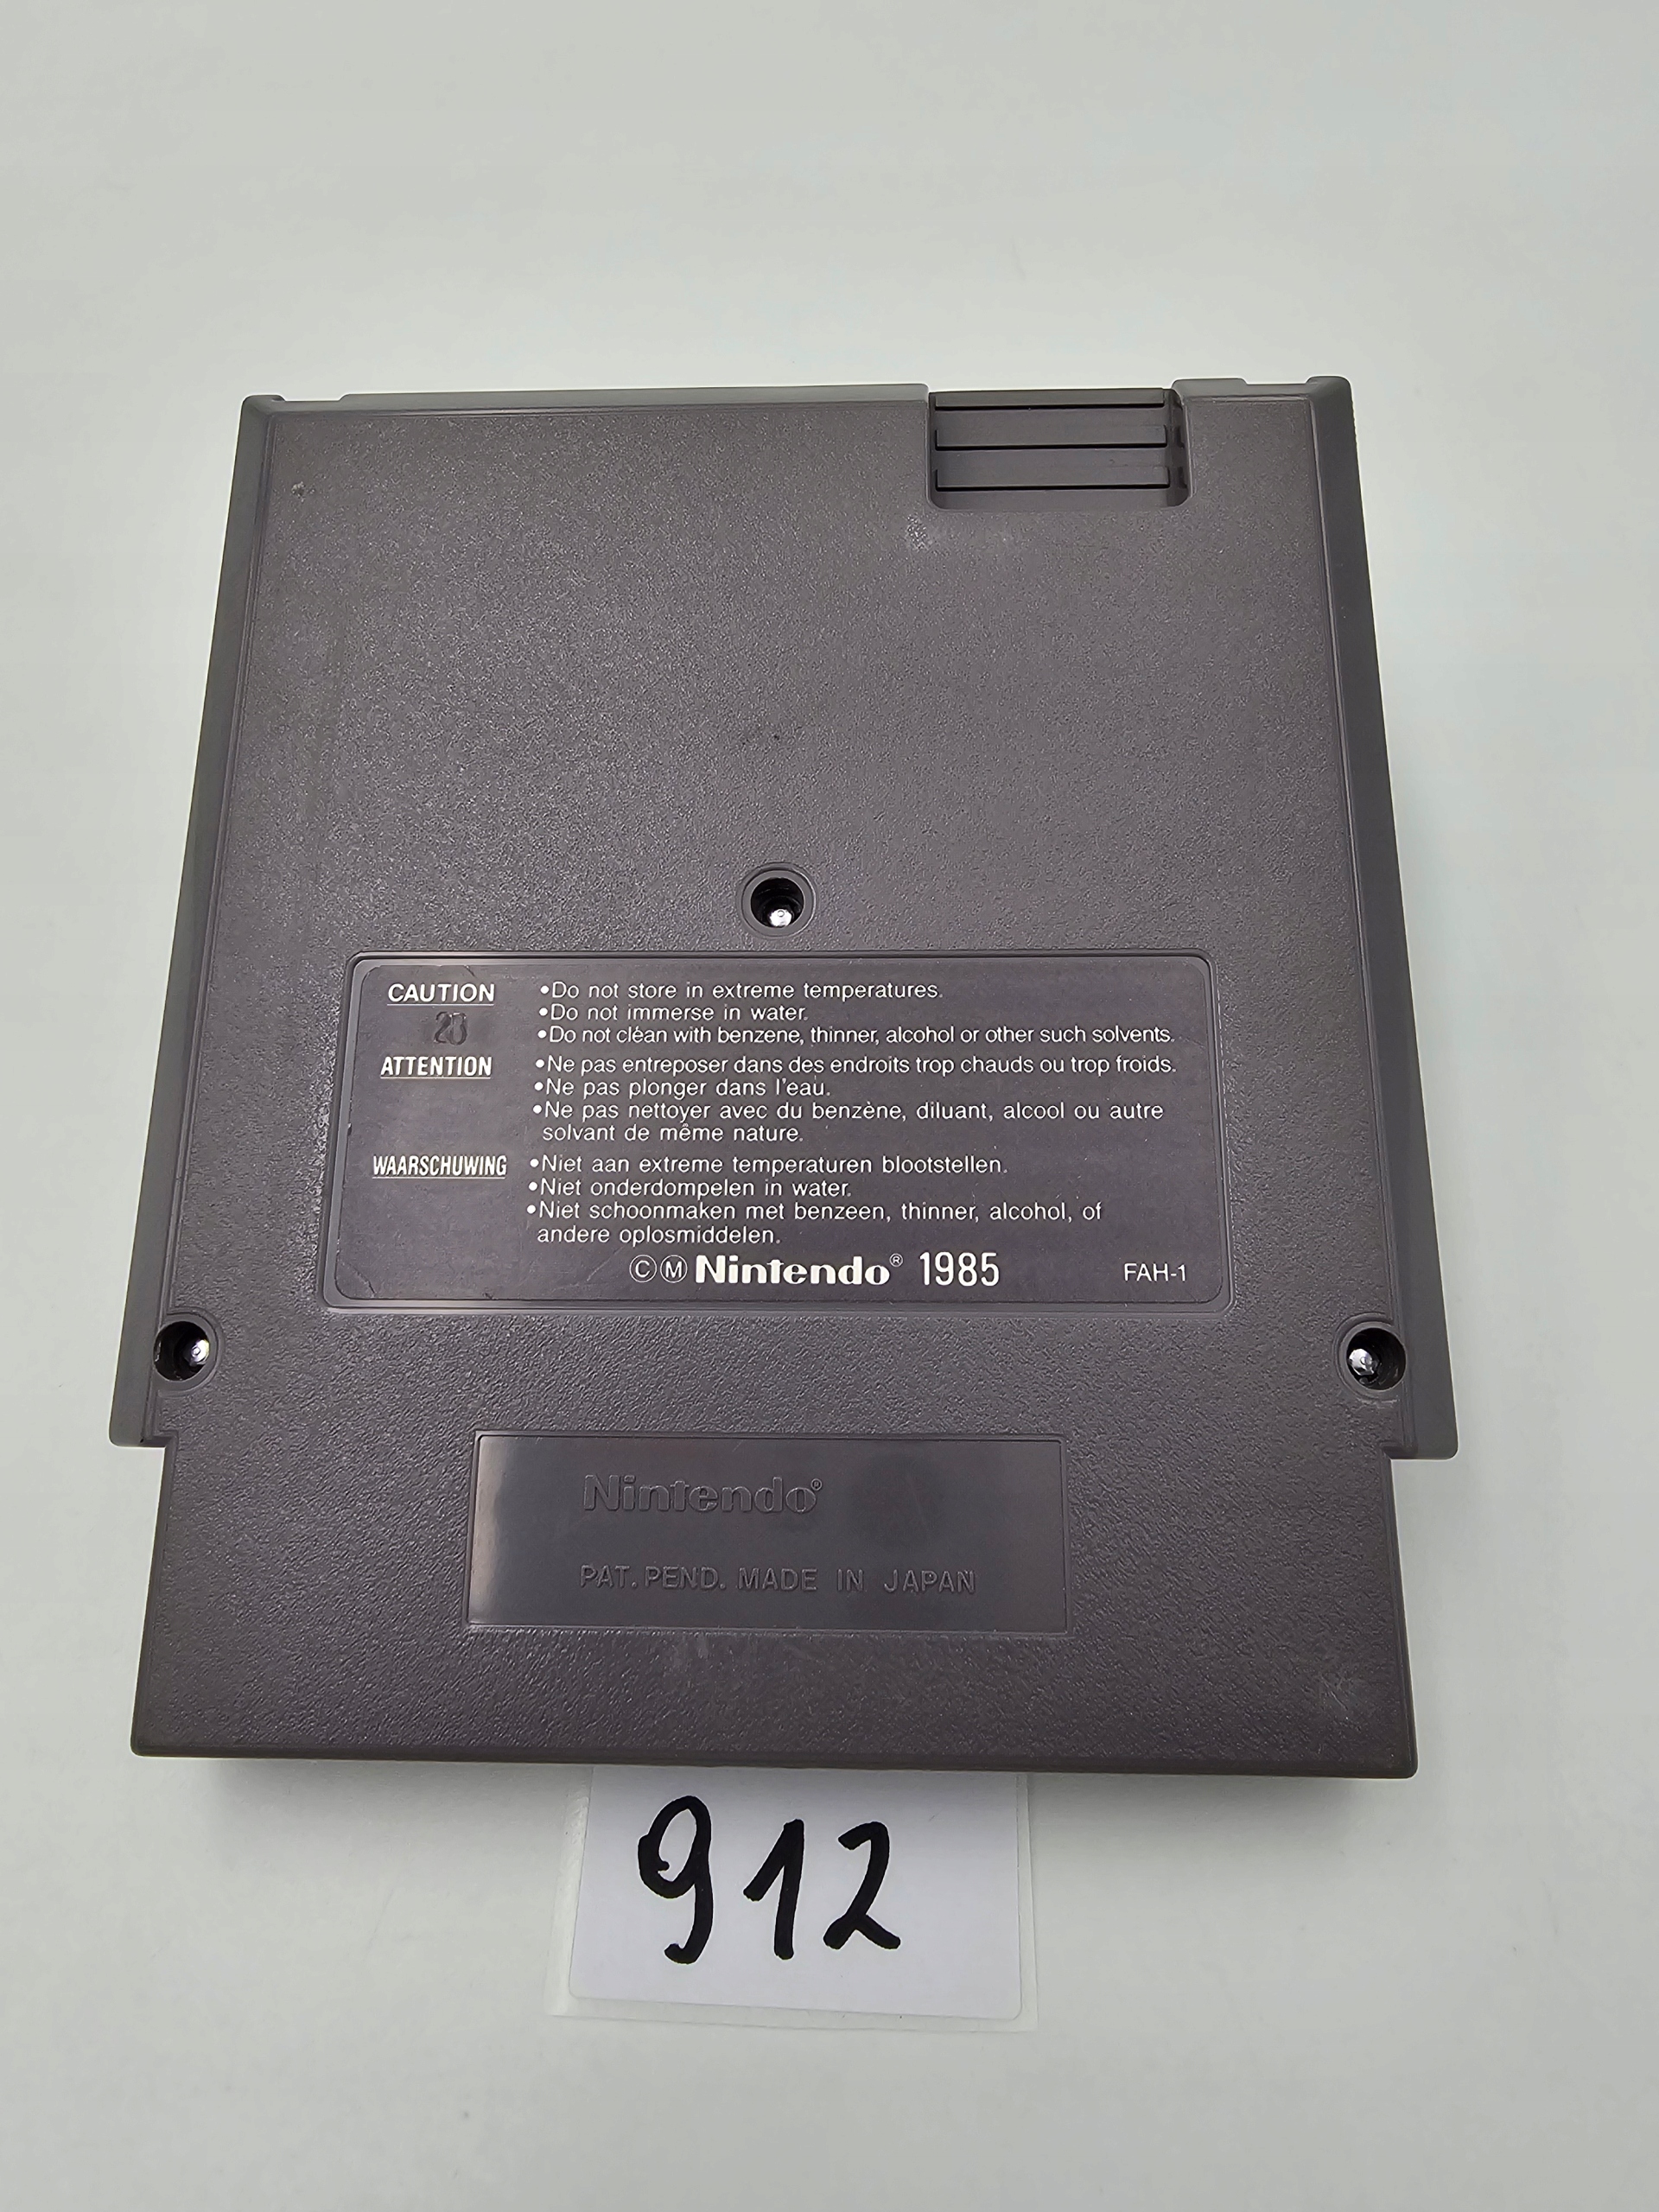 CAUTION
•Do not store in extreme temperatures.
•Do not immerse in water.
•Do not clean with benzene, thinner, alcohol or other such solvents.
ATTENTION
•Ne pas entreposer dans des endroits trop chauds ou trop froids.
•Ne pas plonger dans l'eau.
•Ne pas nettoyer avec du benzène, diluant, alcool ou autre
solvant de même nature.
WAARSCHUWING
•Niet aan extreme temperaturen blootstellen.
•Niet onderdompelen in water.
•Niet schoonmaken met benzeen, thinner, alcohol, of
andere oplosmiddelen.
ⒸⓂ Nintendo® 1985
FAH-1
Nintendo®
PAT. PEND. MADE IN JAPAN
912